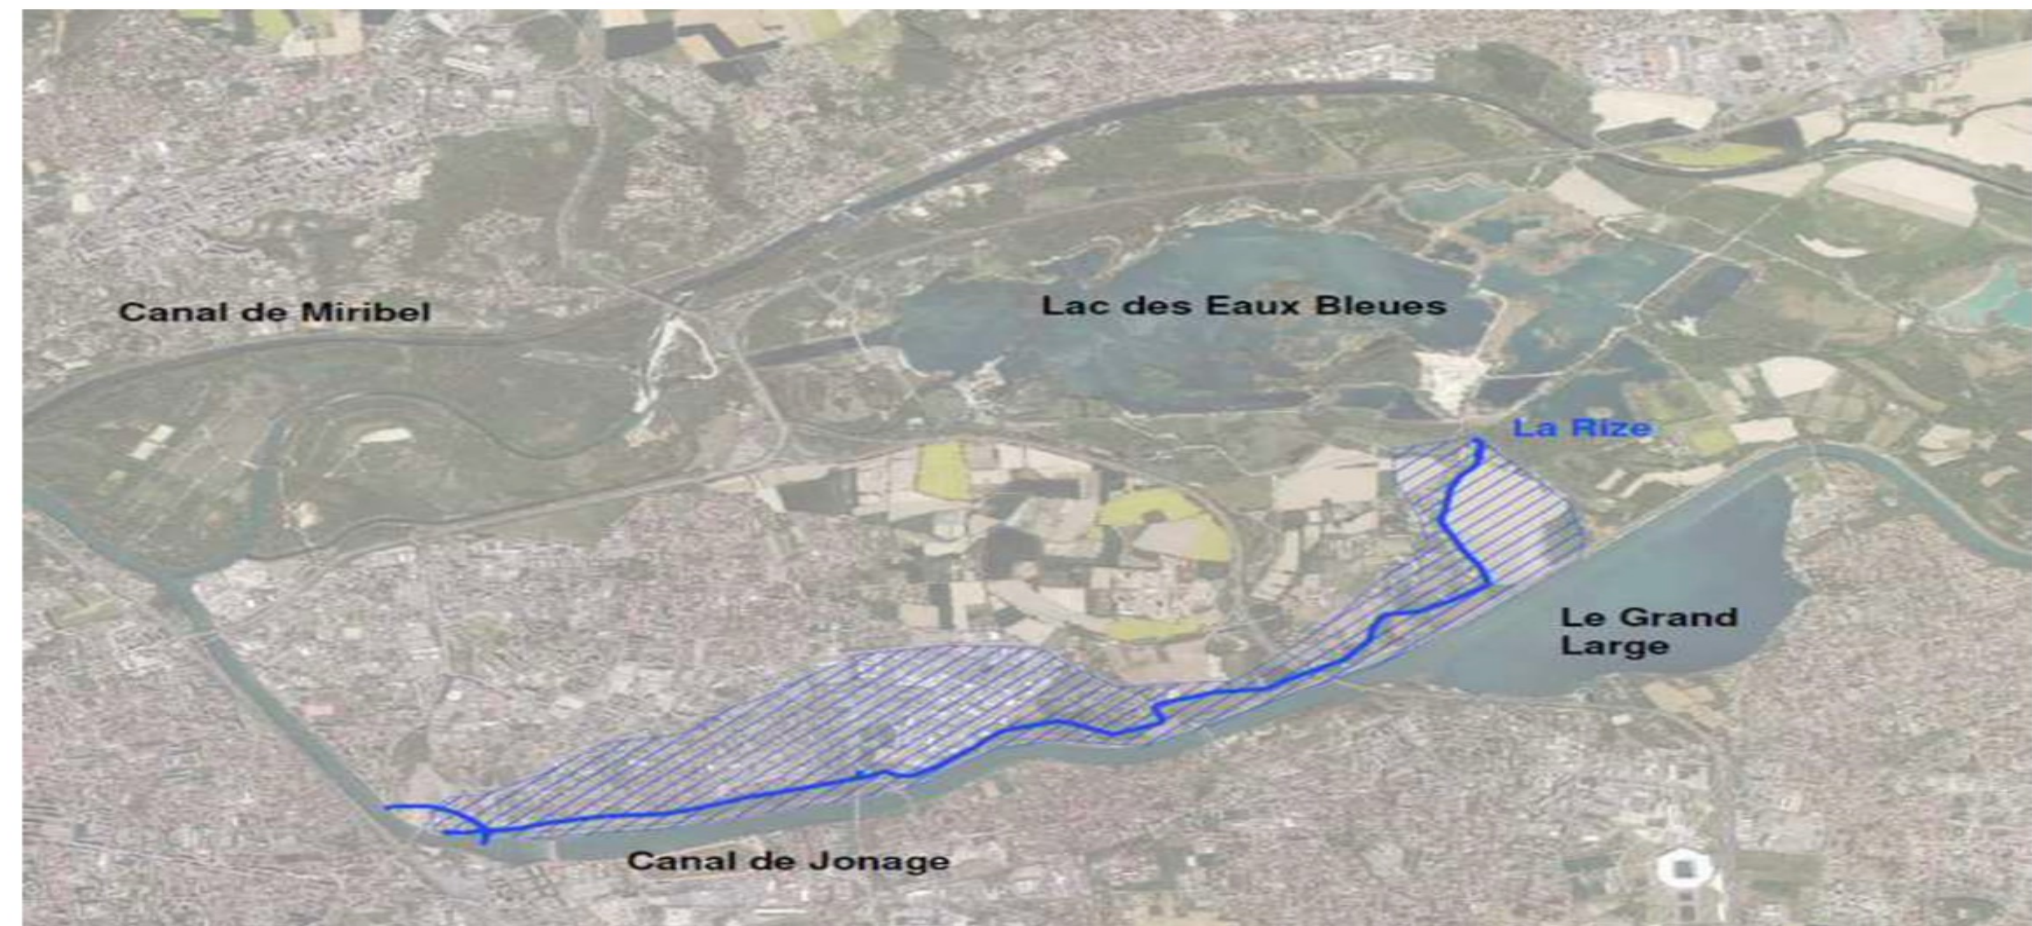 Canal de Miribel
Lac des Eaux Bleues
La Rize
Le Grand
Large
Canal de Jonage